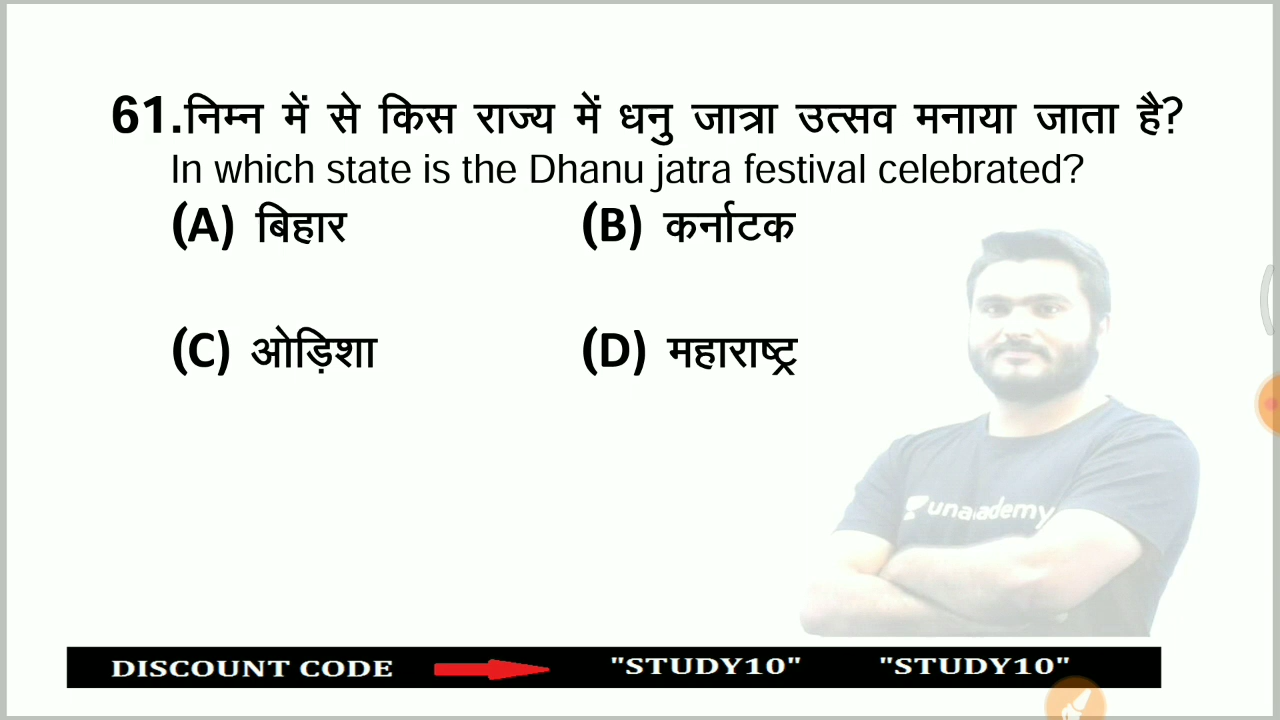 61.निम्न में से किस राज्य में धनु जात्रा उत्सव मनाया जाता है?
In which state is the Dhanu jatra festival celebrated?
(A) बिहार (B) कर्नाटक
(C) ओड़िशा (D) महाराष्ट्र
unacademy
DISCOUNT CODE "STUDY10" "STUDY10"